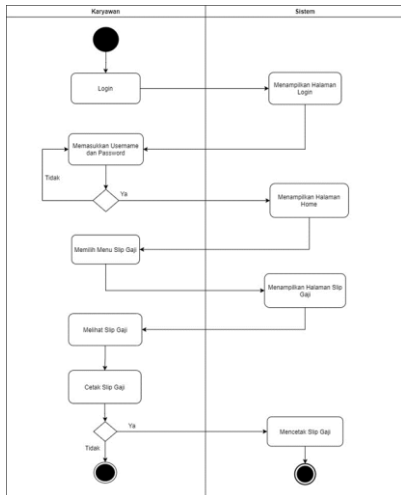 Karyawan
Sistem
Login
Menampilkan Halaman
Login
Memasukkan Username
dan Password
Tidak
Ya
Menampilkan Halaman
Home
Memilih Menu Slip Gaji
Menampilkan Halaman Slip
Gaji
Melihat Slip Gaji
Cetak Slip Gaji
Ya
Mencetak Slip Gaji
Tidak